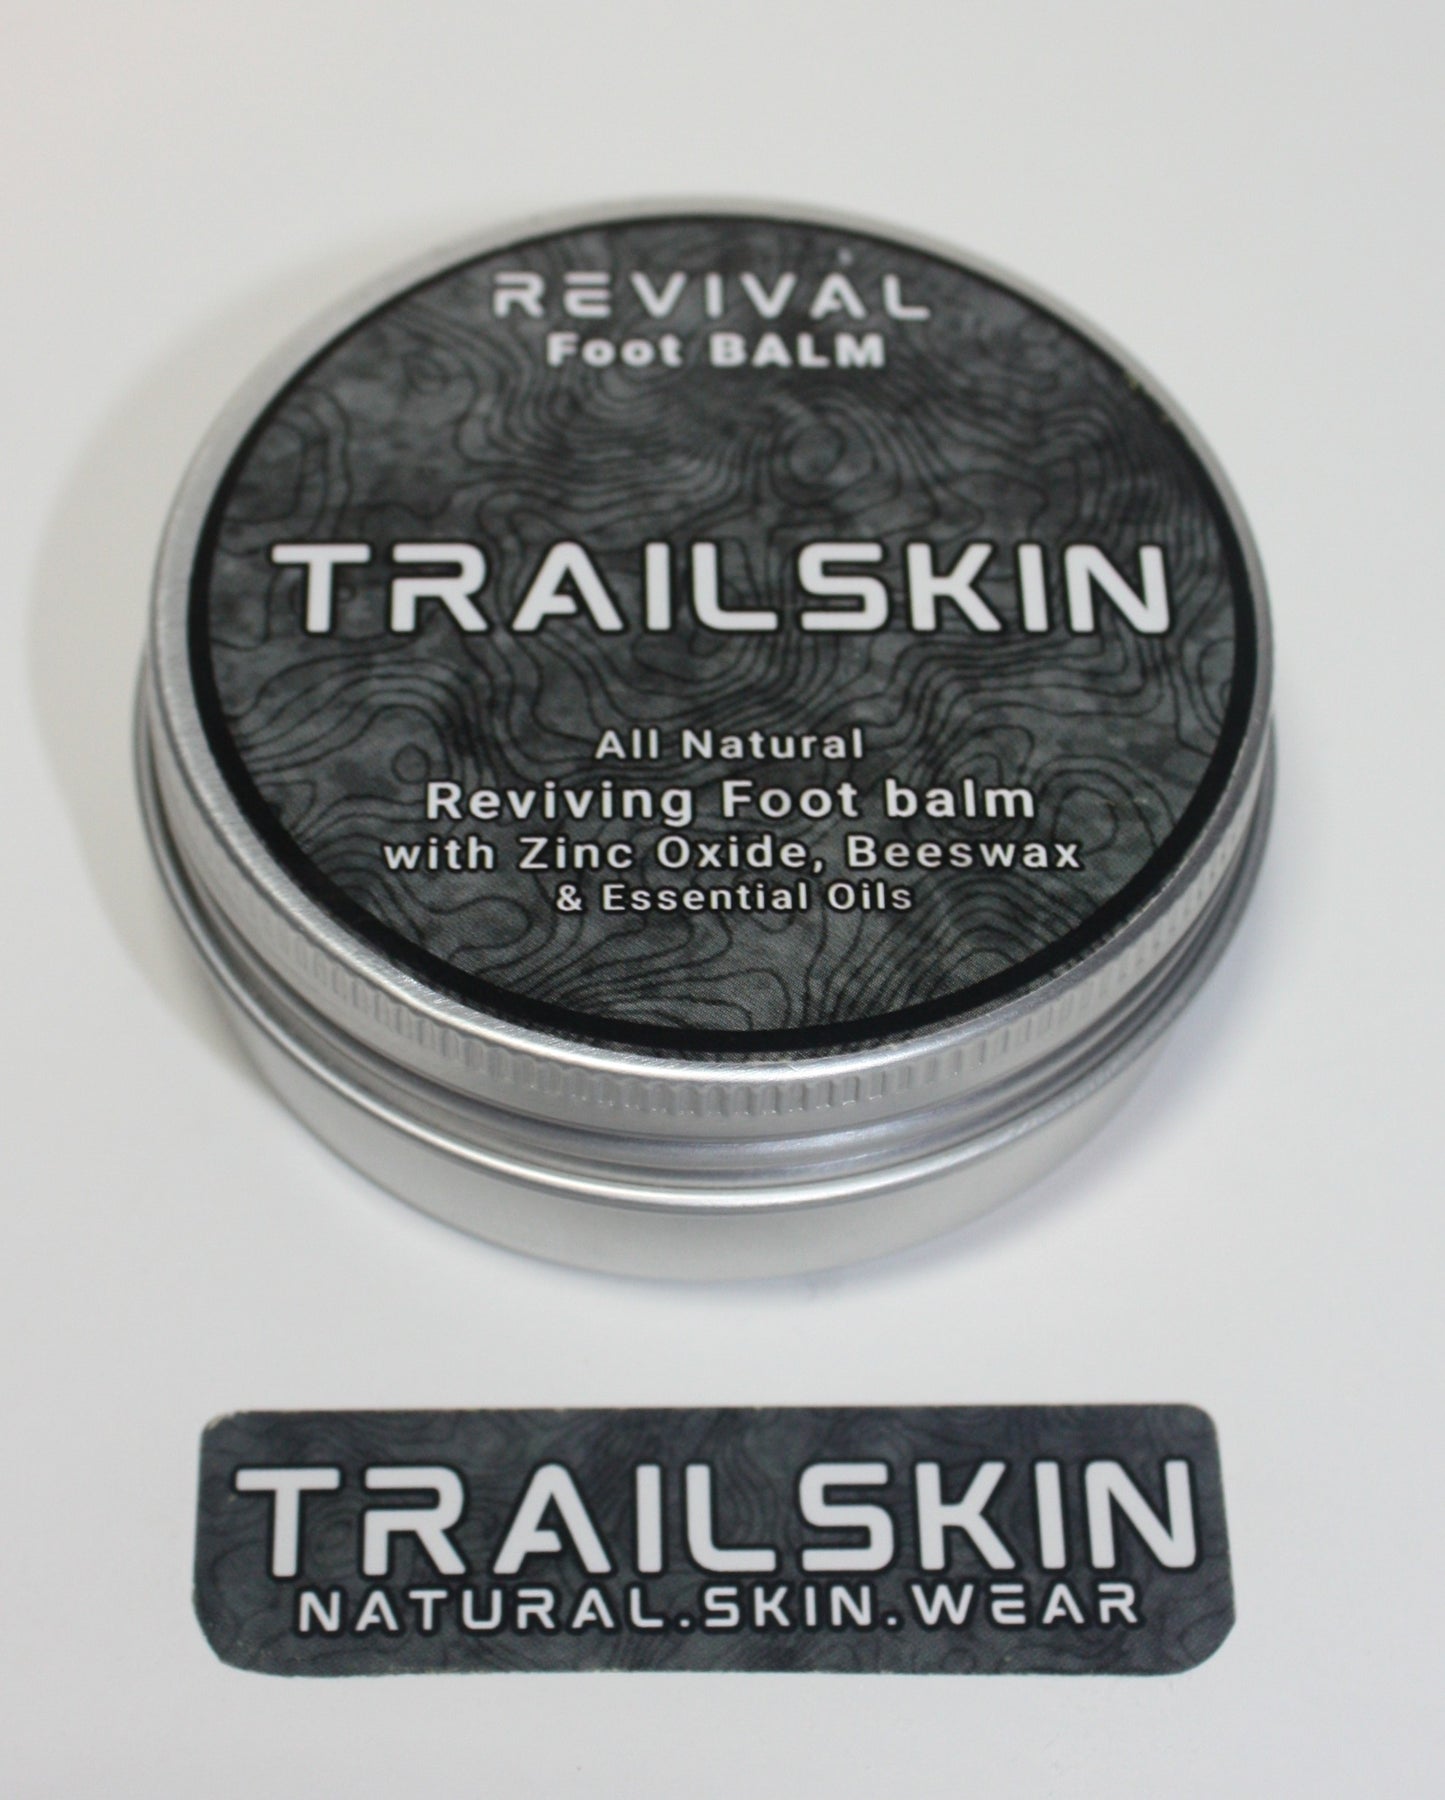 REVIVAL
Foot BALM
TRAILSKIN
All Natural
Reviving Foot balm
with Zinc Oxide, Beeswax
& Essential Oils
TRAILSKIN
NATURAL.SKIN.WEAR